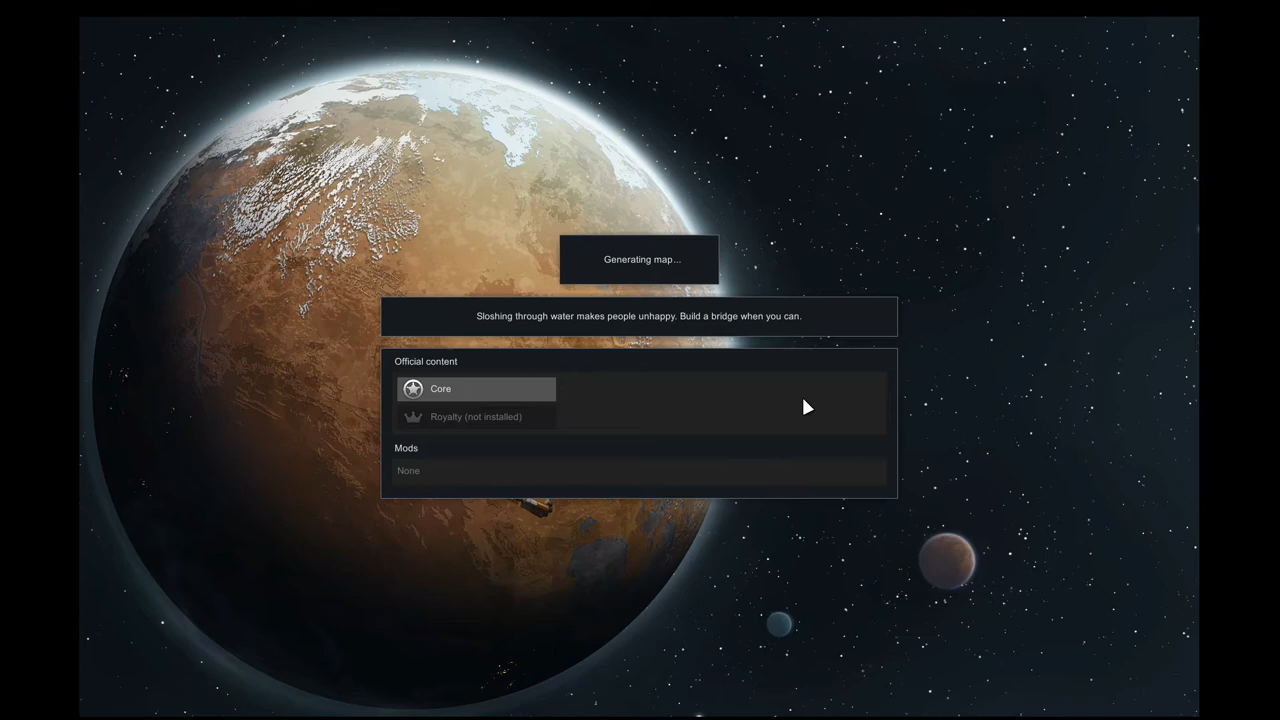 Generating map...
Sloshing through water makes people unhappy. Build a bridge when you can.
Official content
Core
Royalty (not installed)
Mods
None